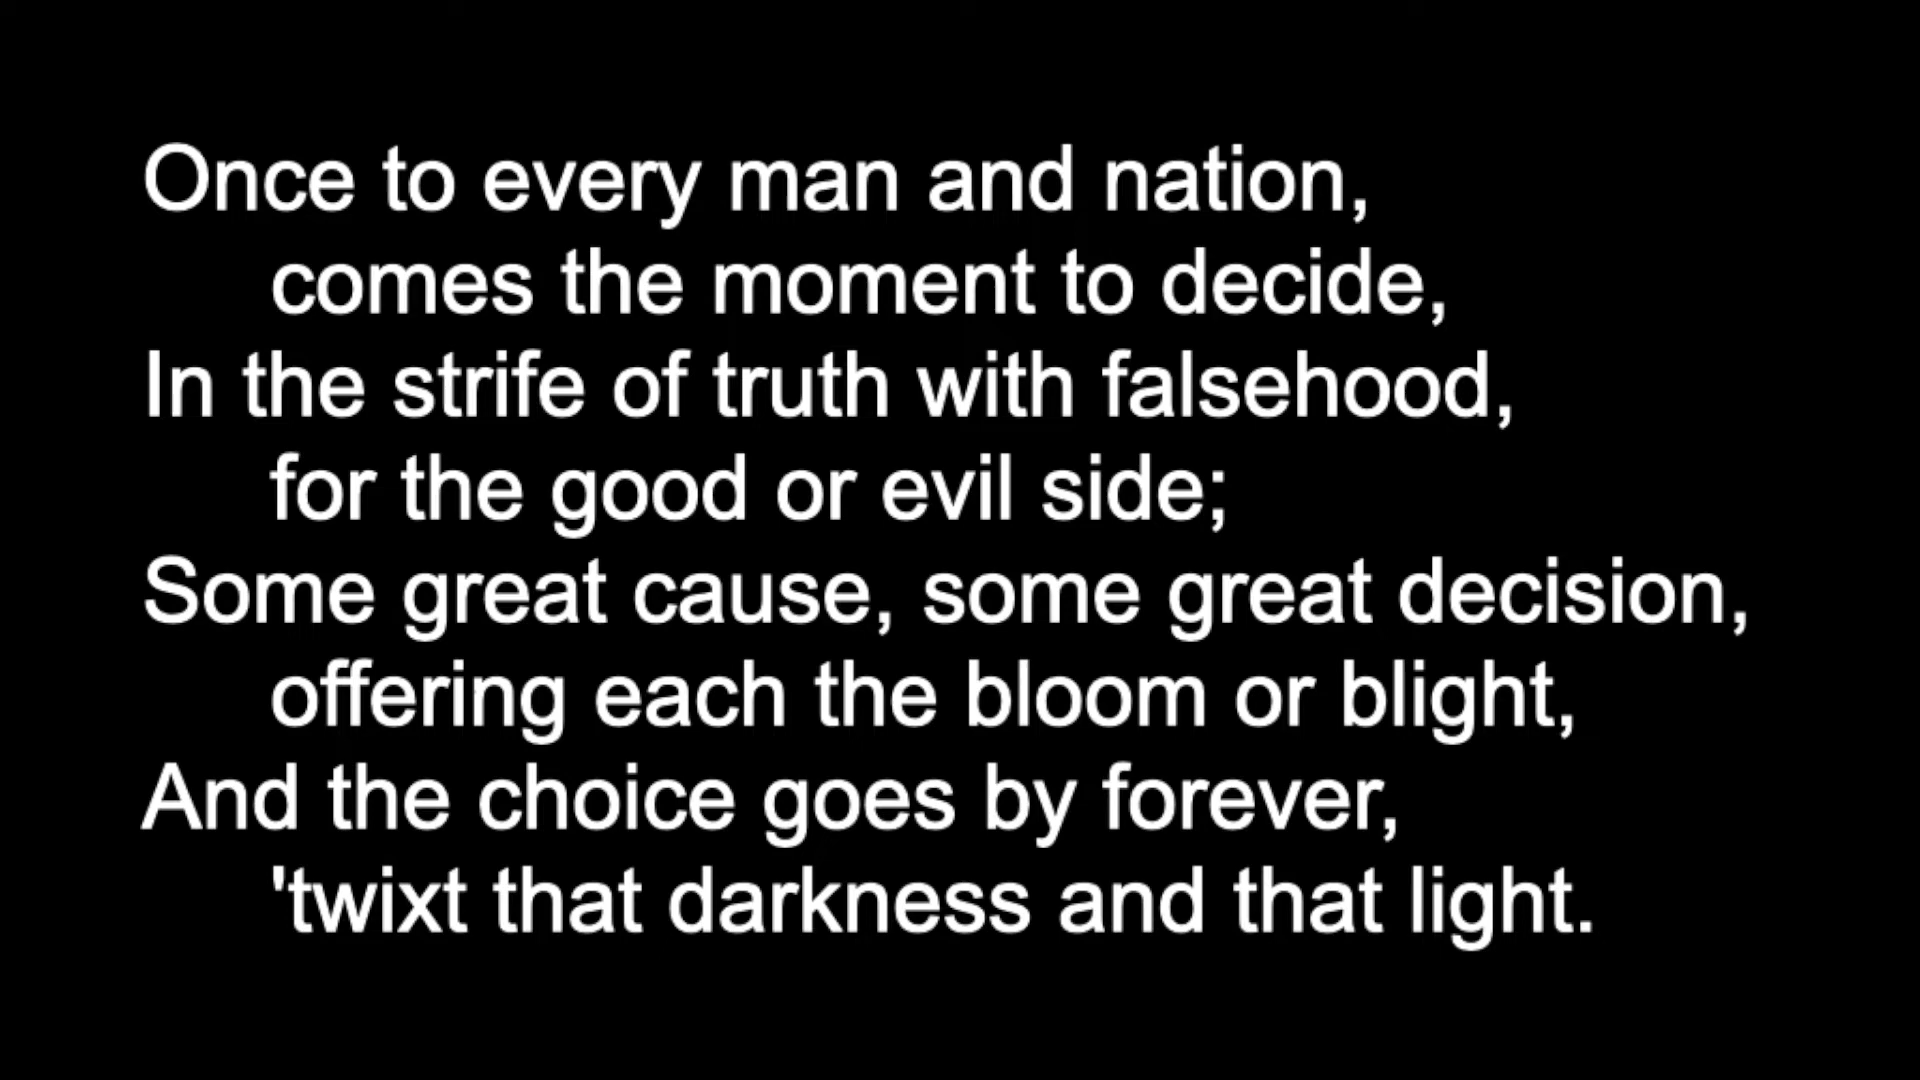 Once to every man and nation,
comes the moment to decide,
In the strife of truth with falsehood,
for the good or evil side;
Some great cause, some great decision,
offering each the bloom or blight,
And the choice goes by forever,
'twixt that darkness and that light.